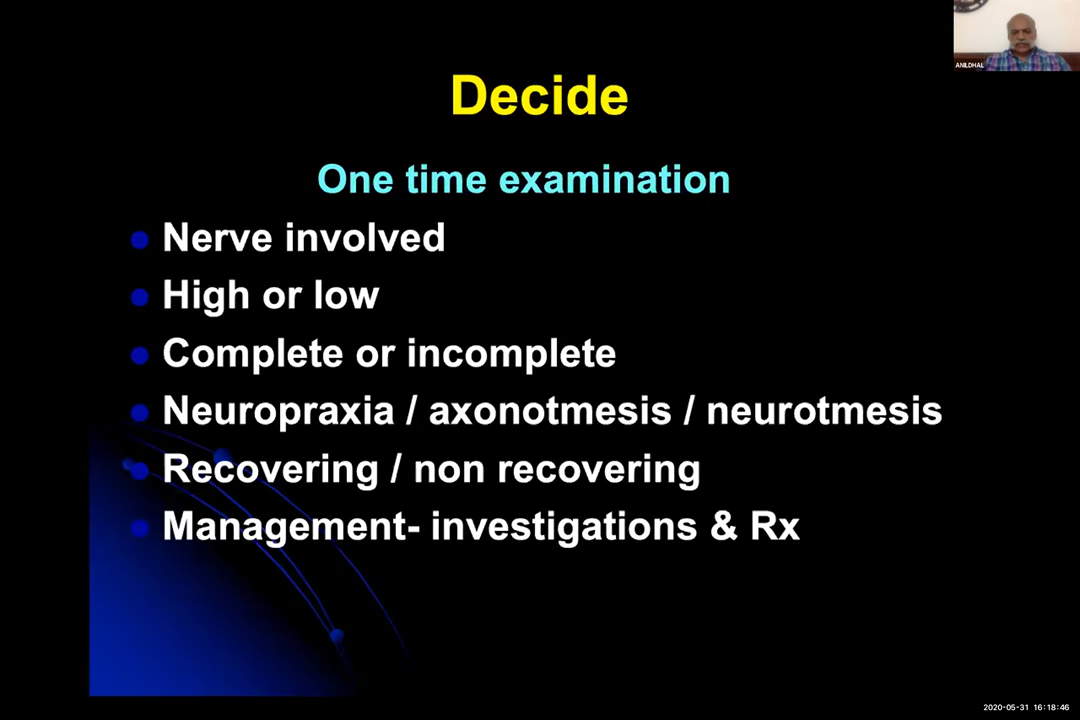 ANILDHAL
Decide
One time examination
Nerve involved
High or low
Complete or incomplete
Neuropraxia / axonotmesis / neurotmesis
Recovering / non recovering
Management- investigations & Rx
2020-05-31 16:18:46